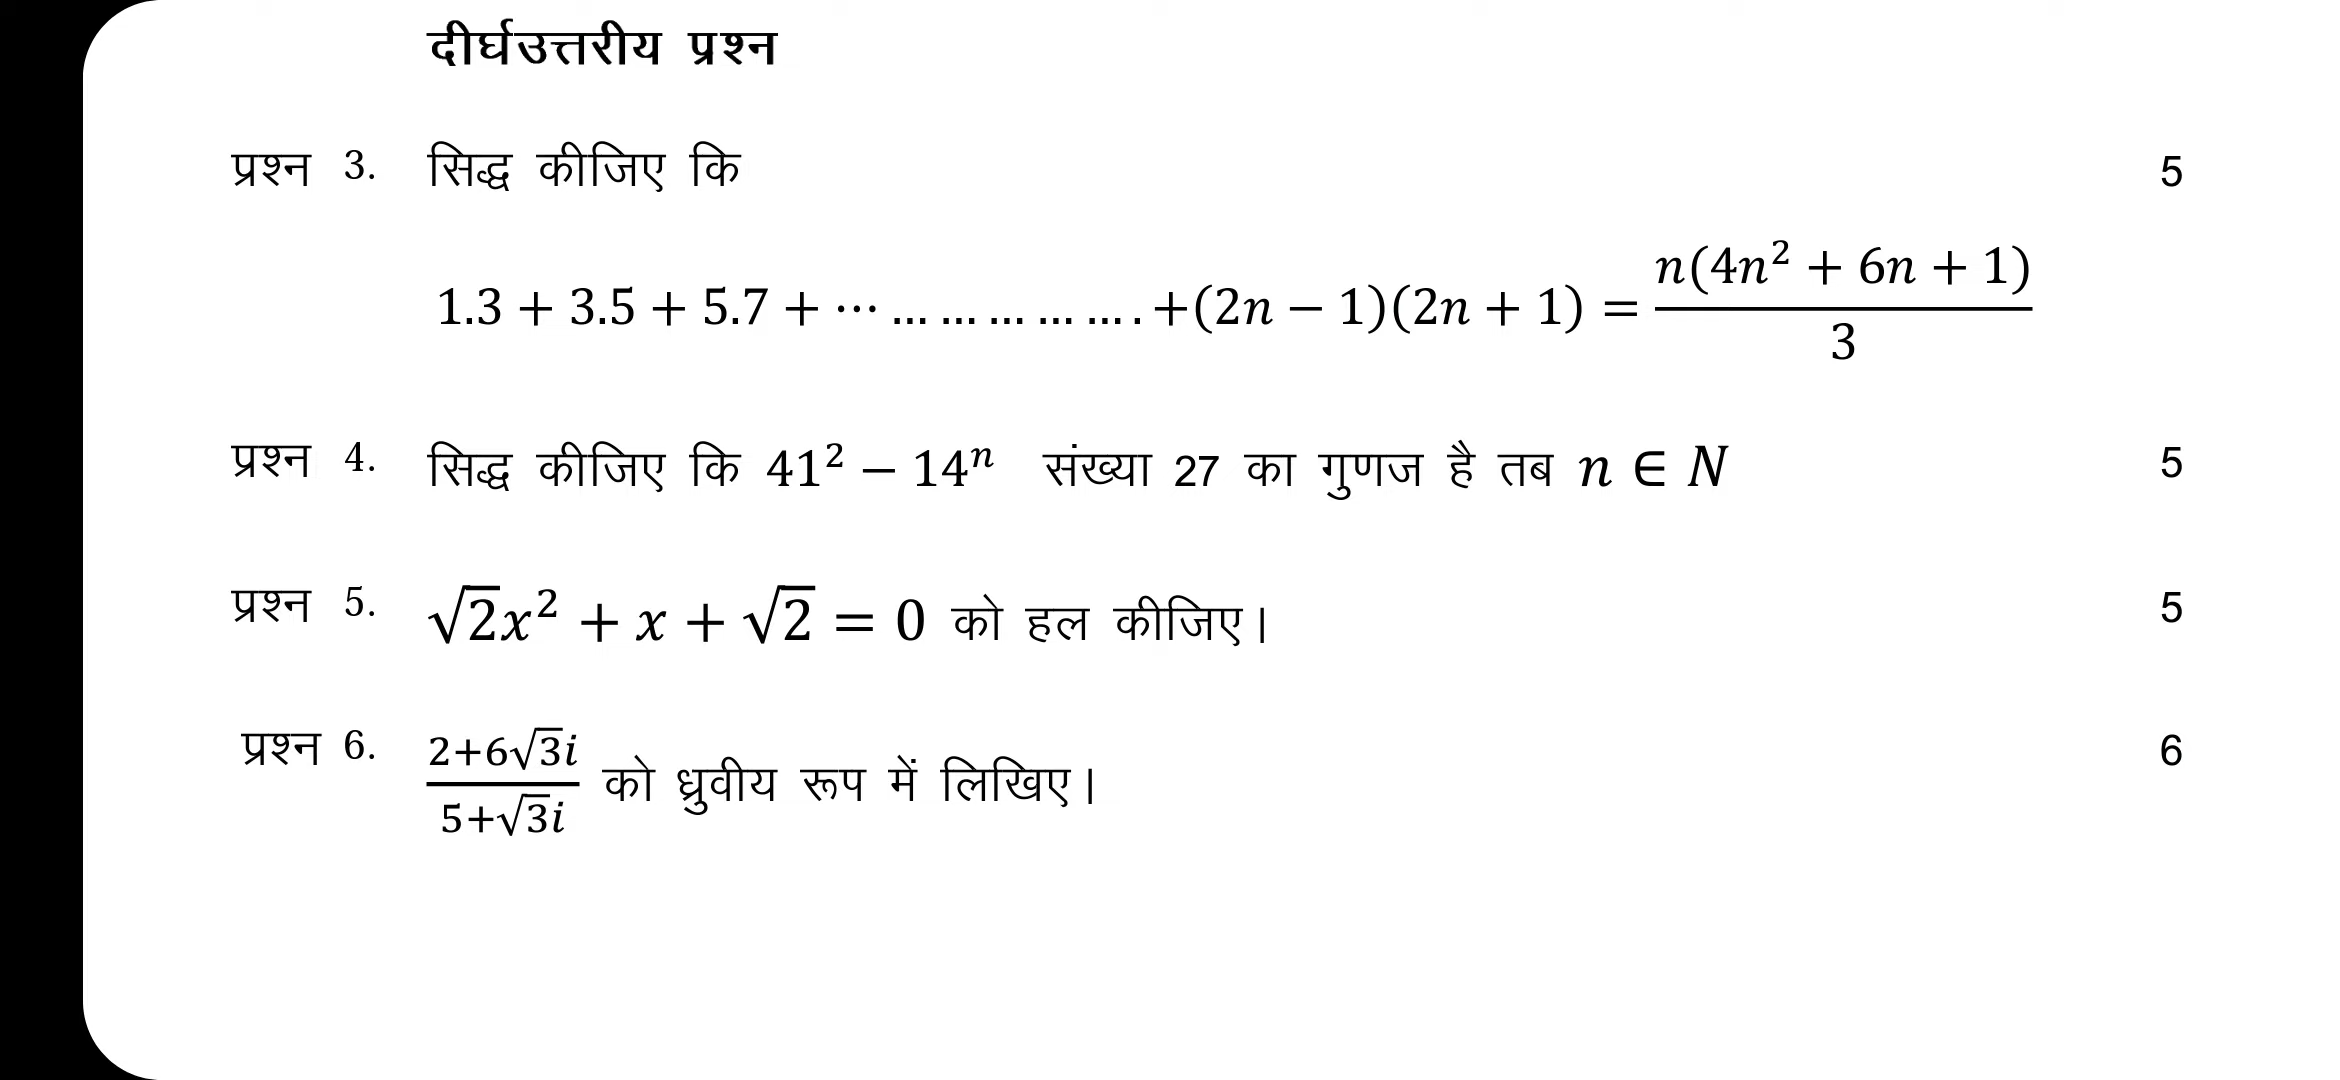 दीर्घउत्तरीय प्रश्न
प्रश्न 3. सिद्ध कीजिए कि 5
1.3 + 3.5 + 5.7 + ⋯ … … … … … . +(2n − 1)(2n + 1) = n(4n² + 6n + 1)/3
प्रश्न 4. सिद्ध कीजिए कि 41² − 14ⁿ संख्या 27 का गुणज है तब n ∈ N 5
प्रश्न 5. √2x² + x + √2 = 0 को हल कीजिए। 5
प्रश्न 6. (2+6√3i)/(5+√3i) को ध्रुवीय रूप में लिखिए। 6